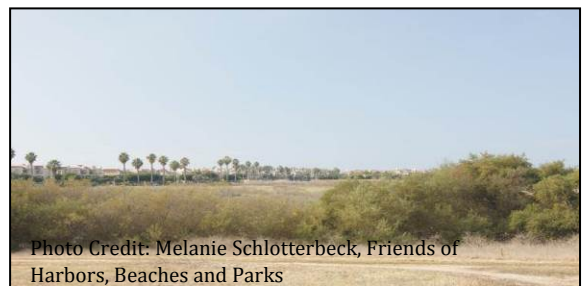 Photo Credit: Melanie Schlotterbeck, Friends of
Harbors, Beaches and Parks